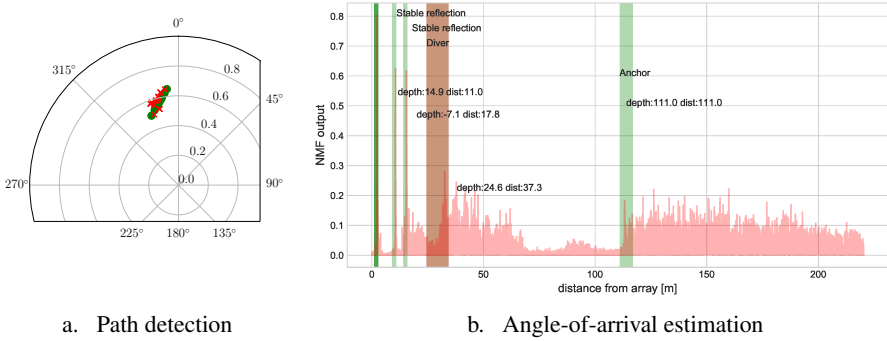 0°
315°
0.8
45°
0.6
0.4
0.2
270°
0.0
90°
225°
180°
135°
0.8
0.7
0.6
0.5
0.4
0.3
0.2
0.1
0.0
NMF output
Stable reflection
Stable reflection
Diver
Anchor
depth:14.9 dist:11.0
depth:111.0 dist:111.0
depth:-7.1 dist:17.8
depth:24.6 dist:37.3
0
50
100
150
200
distance from array [m]
a. Path detection
b. Angle-of-arrival estimation